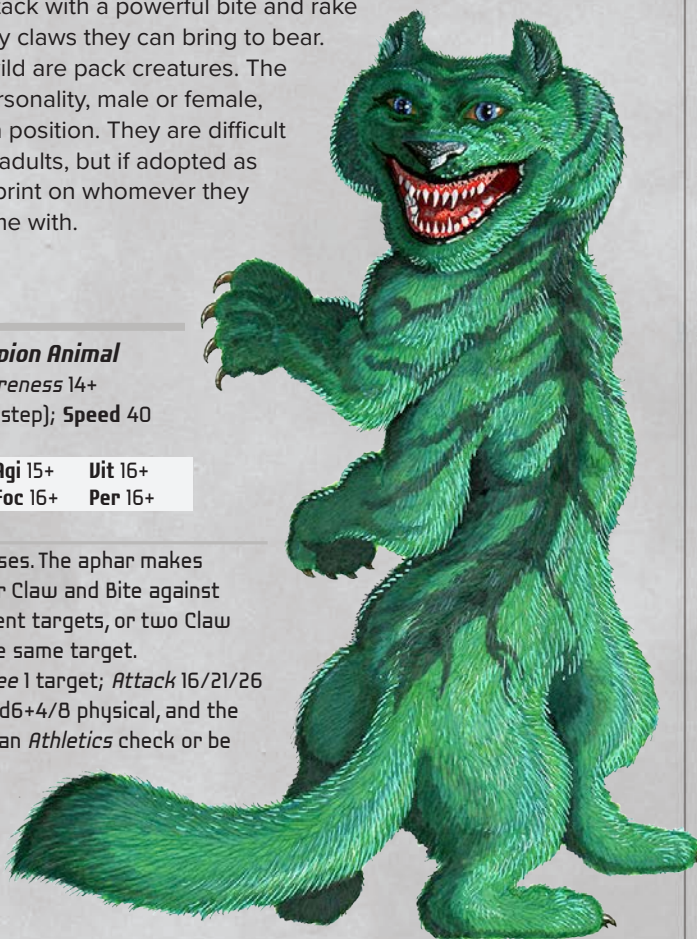 tack with a powerful bite and rake
y claws they can bring to bear.
ild are pack creatures. The
rsonality, male or female,
position. They are difficult
adults, but if adopted as
print on whomever they
me with.
pion Animal
reness 14+
step); Speed 40
Agi 15+ Vit 16+
Foc 16+ Per 16+
ses. The aphar makes
r Claw and Bite against
ent targets, or two Claw
e same target.
ee 1 target; Attack 16/21/26
d6+4/8 physical, and the
an Athletics check or be